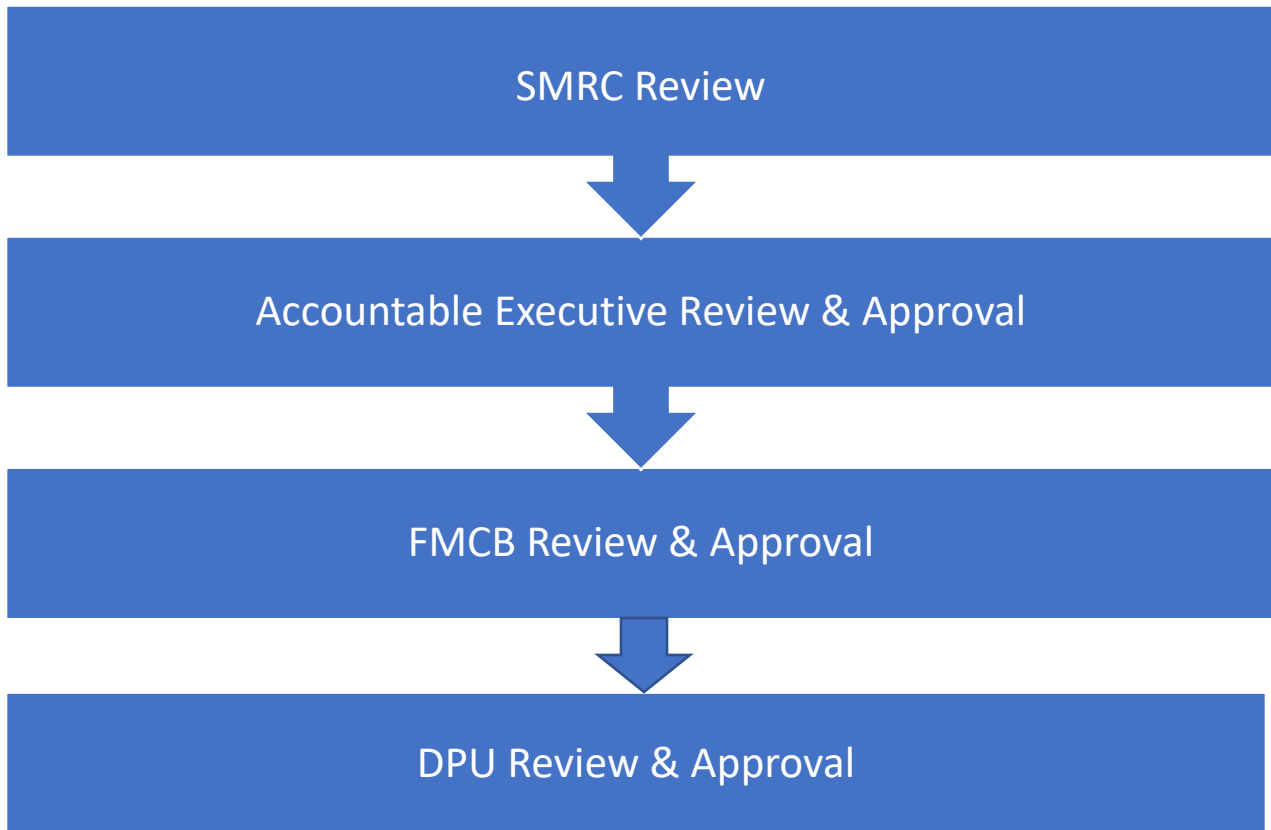 SMRC Review
Accountable Executive Review & Approval
FMCB Review & Approval
DPU Review & Approval